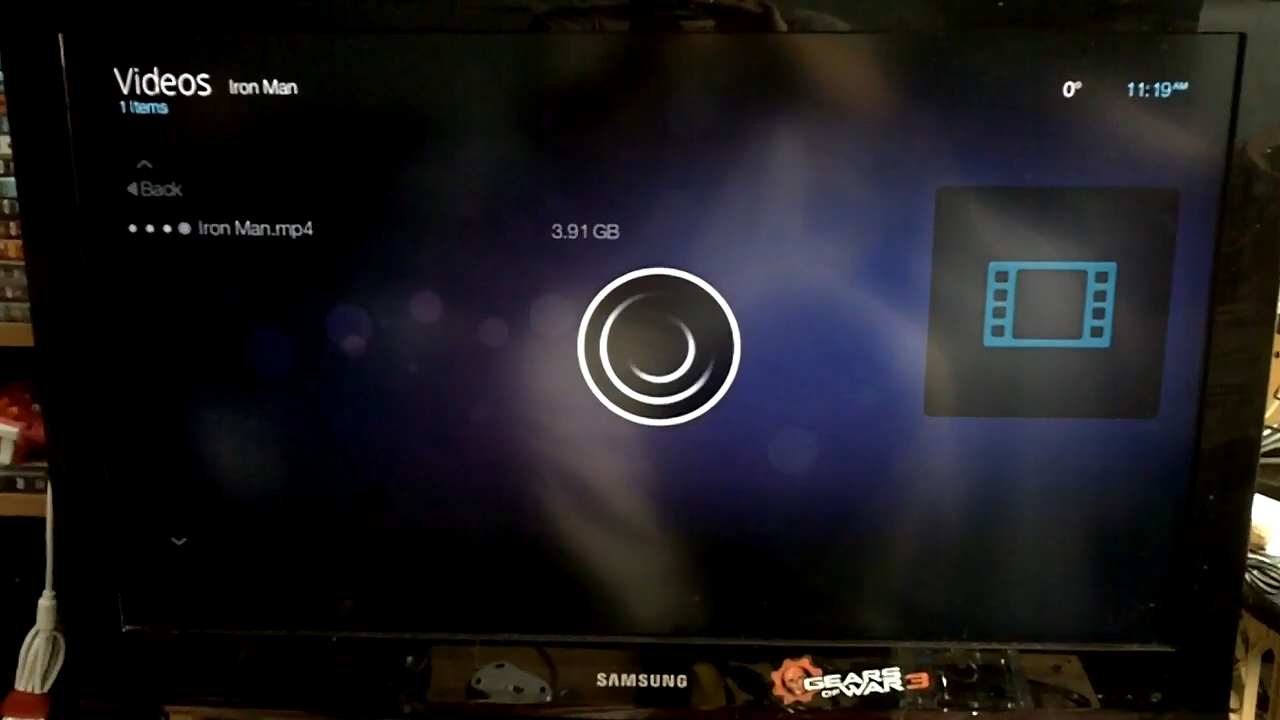 Videos Iron Man
0° 11:19AM
1 Items
Back
Iron Man.mp4 3.91 GB
SAMSUNG
GEARS
OF WAR 3